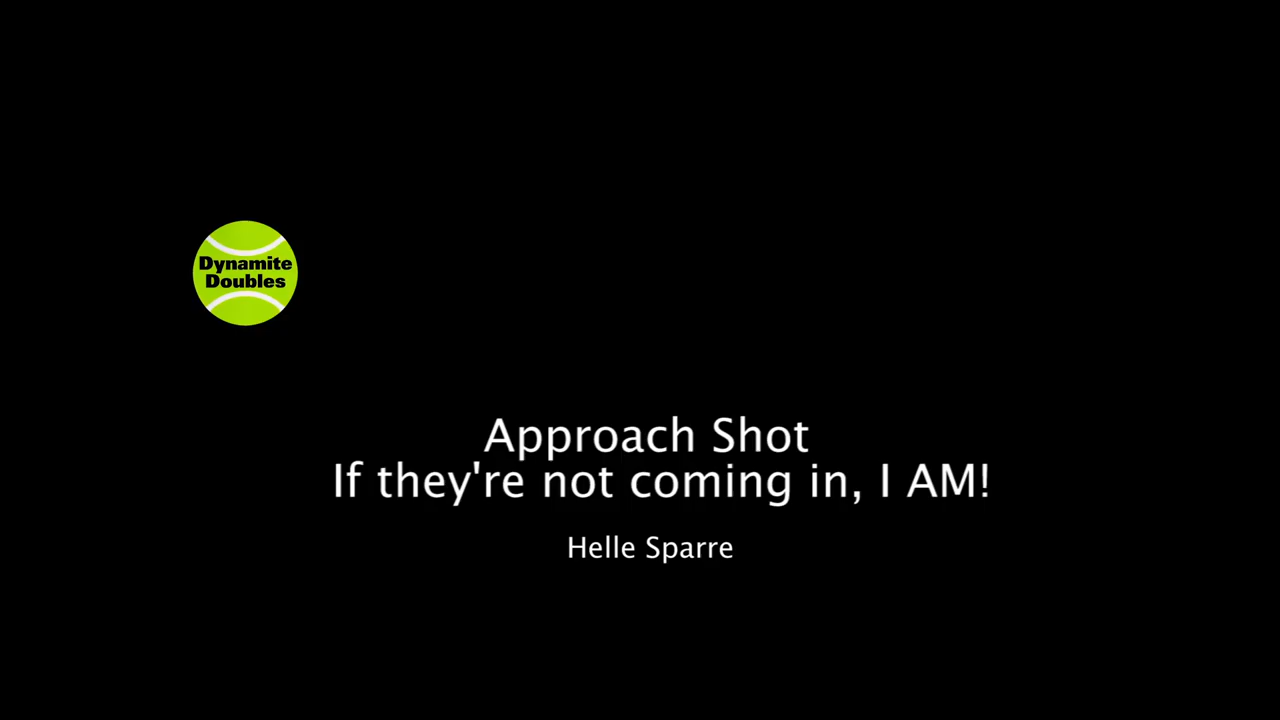 Dynamite
Doubles
Approach Shot
If they're not coming in, I AM!
Helle Sparre